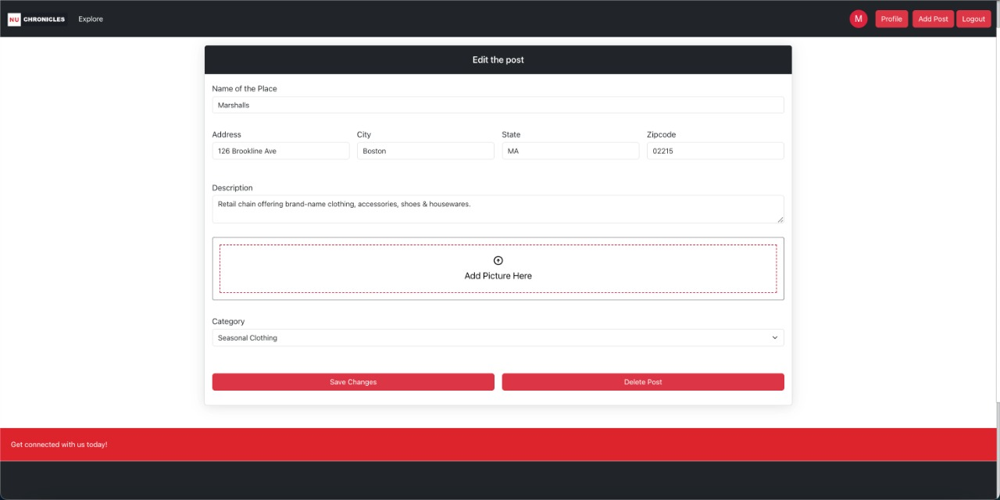 NU CHRONICLES Explore M Profile Add Post Logout
Edit the post
Name of the Place
Marshalls
Address City State Zipcode
126 Brookline Ave Boston MA 02215
Description
Retail chain offering brand-name clothing, accessories, shoes & housewares.
Add Picture Here
Category
Seasonal Clothing
Save Changes Delete Post
Get connected with us today!